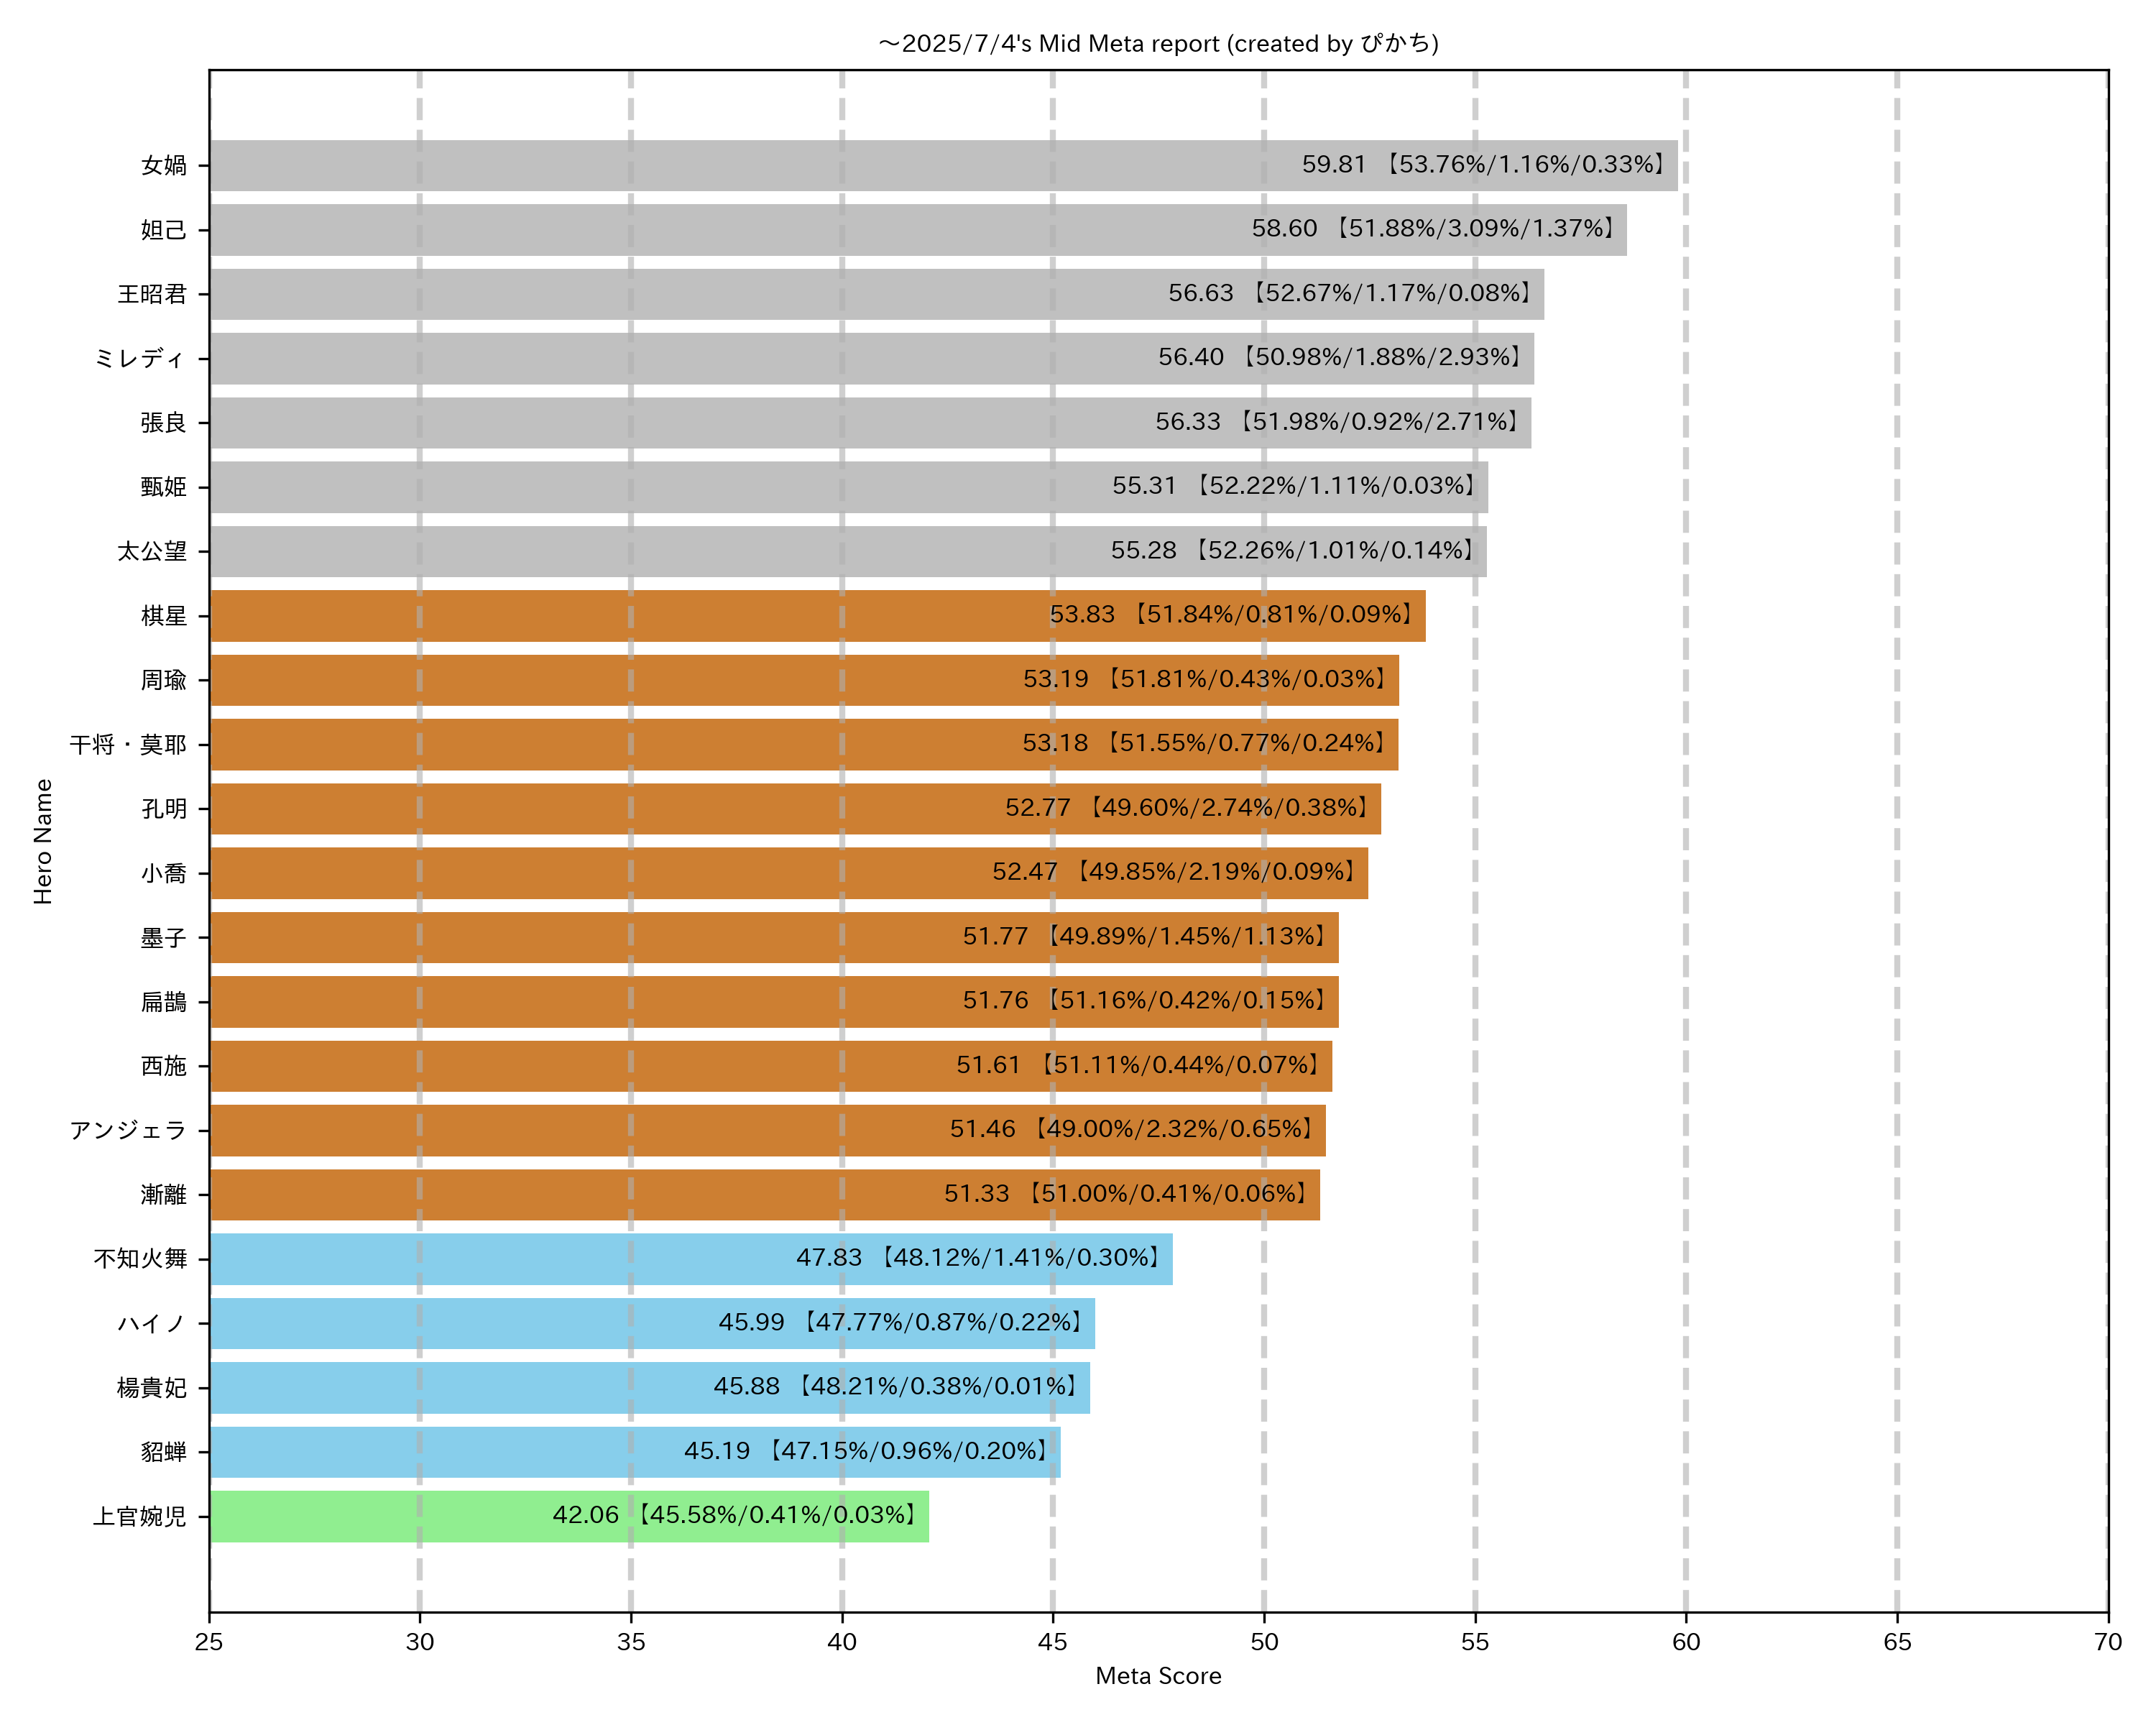 ～2025/7/4's Mid Meta report (created by ぴかち)
女媧 59.81 【53.76%/1.16%/0.33%】
妲己 58.60 【51.88%/3.09%/1.37%】
王昭君 56.63 【52.67%/1.17%/0.08%】
ミレディ 56.40 【50.98%/1.88%/2.93%】
張良 56.33 【51.98%/0.92%/2.71%】
甄姫 55.31 【52.22%/1.11%/0.03%】
太公望 55.28 【52.26%/1.01%/0.14%】
棋星 53.83 【51.84%/0.81%/0.09%】
周瑜 53.19 【51.81%/0.43%/0.03%】
干将・莫耶 53.18 【51.55%/0.77%/0.24%】
孔明 52.77 【49.60%/2.74%/0.38%】
小喬 52.47 【49.85%/2.19%/0.09%】
墨子 51.77 【49.89%/1.45%/1.13%】
扁鵲 51.76 【51.16%/0.42%/0.15%】
西施 51.61 【51.11%/0.44%/0.07%】
アンジェラ 51.46 【49.00%/2.32%/0.65%】
漸離 51.33 【51.00%/0.41%/0.06%】
不知火舞 47.83 【48.12%/1.41%/0.30%】
ハイノ 45.99 【47.77%/0.87%/0.22%】
楊貴妃 45.88 【48.21%/0.38%/0.01%】
貂蝉 45.19 【47.15%/0.96%/0.20%】
上官婉児 42.06 【45.58%/0.41%/0.03%】
Hero Name
25 30 35 40 45 50 55 60 65 70
Meta Score